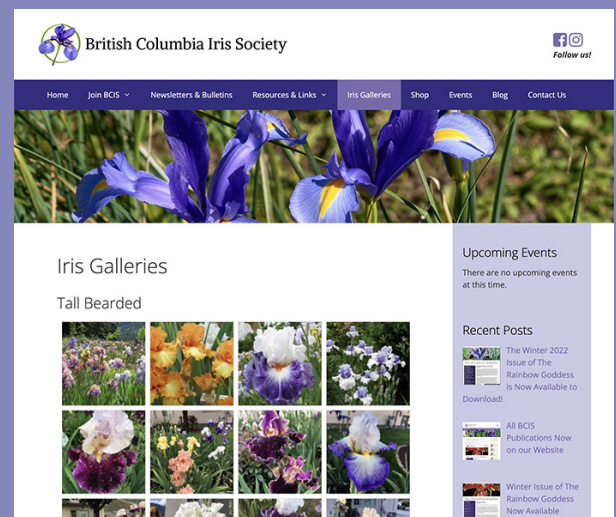 British Columbia Iris Society
Follow us!
Home Join BCIS Newsletters & Bulletins Resources & Links Iris Galleries Shop Events Blog Contact Us
Iris Galleries
Tall Bearded
Upcoming Events
There are no upcoming events
at this time.
Recent Posts
The Winter 2022
Issue of The
Rainbow Goddess
is Now Available to
Download!
All BCIS
Publications Now
on our Website
Winter Issue of The
Rainbow Goddess
Now Available